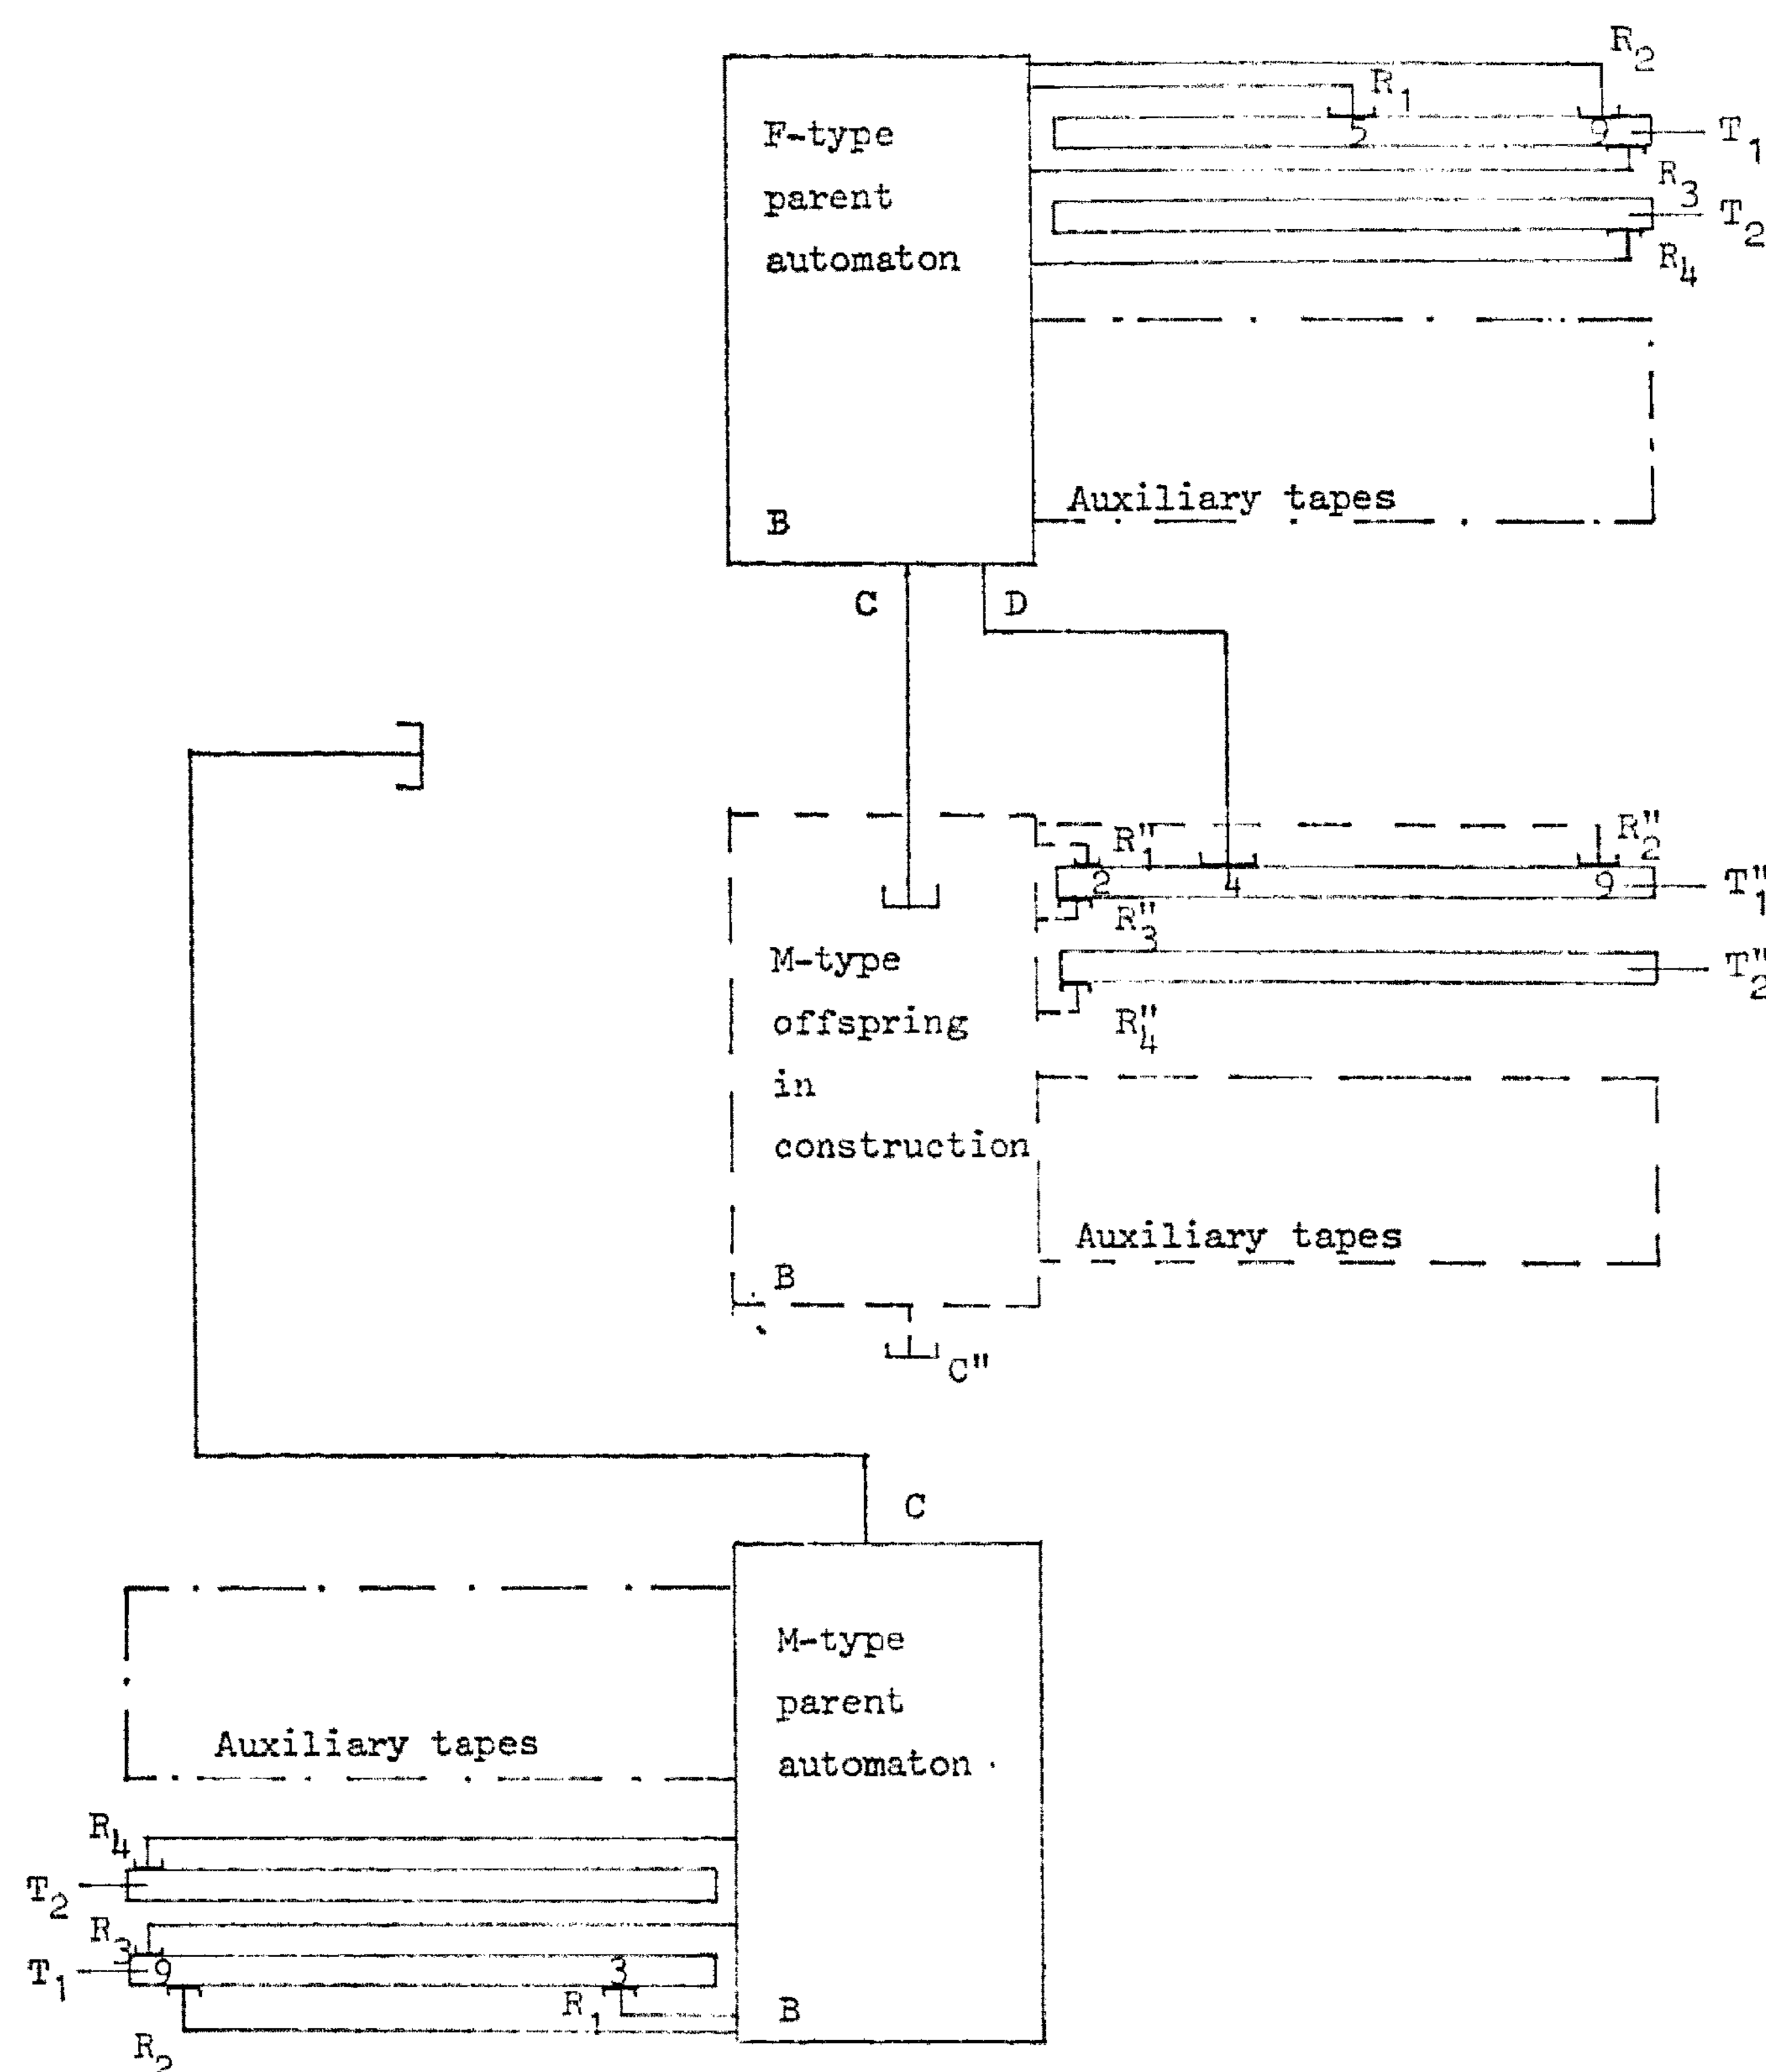 R₂
R₁
F-type
parent
automaton
5
9
T₁
R₃
T₂
R₄
Auxiliary tapes
B
C
D
R"₁
R"₂
2
4
9
T"₁
R"₃
M-type
offspring
in
construction
T"₂
R"₄
Auxiliary tapes
B
C"
C
M-type
parent
automaton
Auxiliary tapes
R₄
T₂
R₃
T₁
9
3
R₁
B
R₂